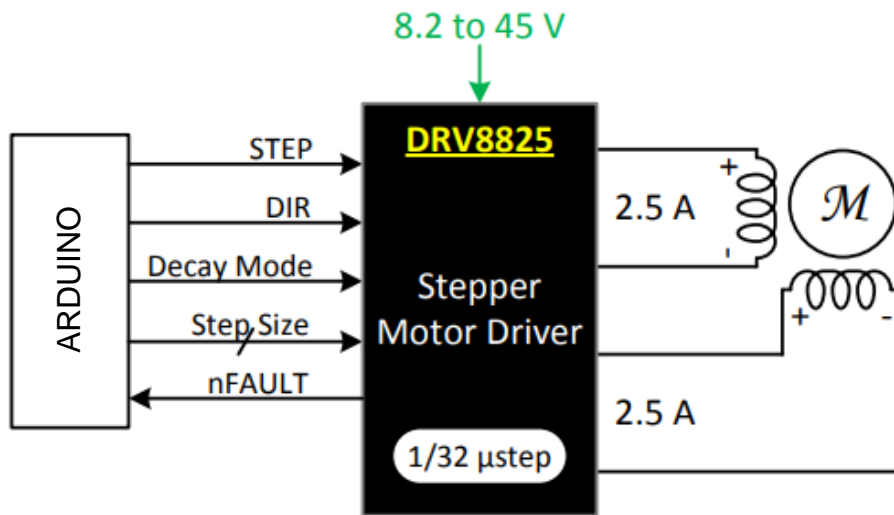 8.2 to 45 V
DRV8825
ARDUINO
STEP
DIR
Decay Mode
Step Size
nFAULT
Stepper
Motor Driver
1/32 µstep
+
2.5 A
-
M
+ -
2.5 A